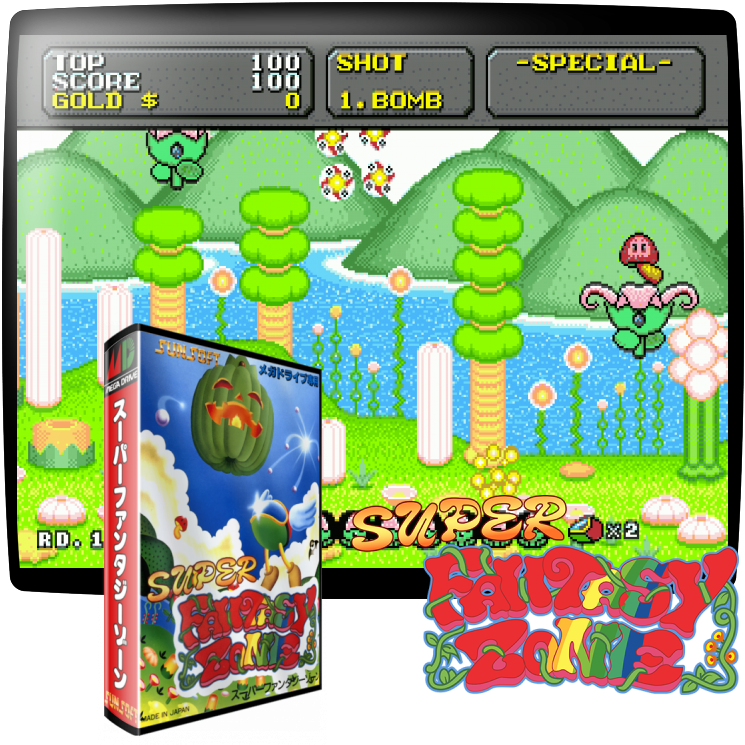 TOP 100
SCORE 100
GOLD $ 0
SHOT
1.BOMB
-SPECIAL-
RD.1
×2
SUPER
FANTASY
ZONE
MEGA DRIVE
スーパーファンタジーゾーン
SUNSOFT
メガドライブ専用
SUPER
FANTASY
ZONE
スーパーファンタジーゾーン
MADE IN JAPAN